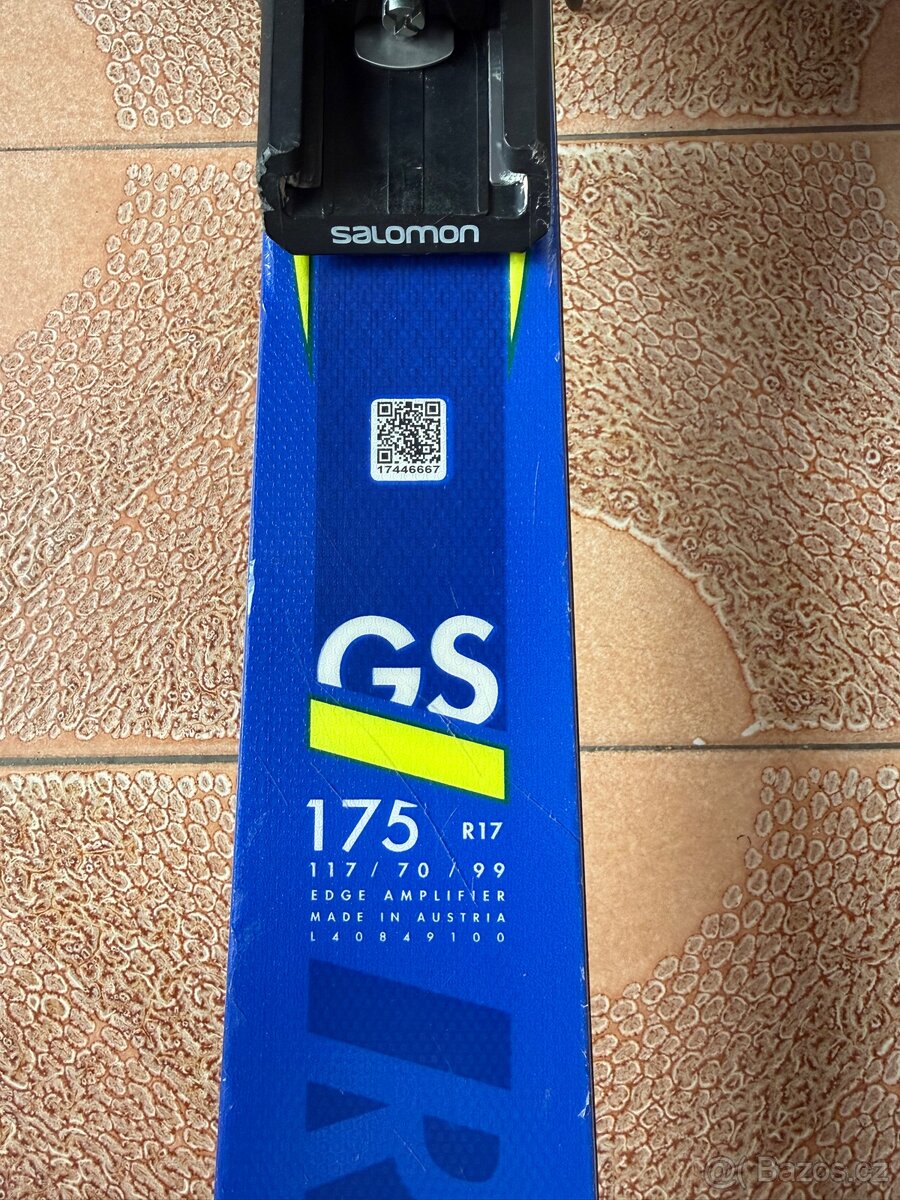 SALOMON
17446667
GS
175 R17
117 / 70 / 99
EDGE AMPLIFIER
MADE IN AUSTRIA
L40849100
R
@( Bazos.cz